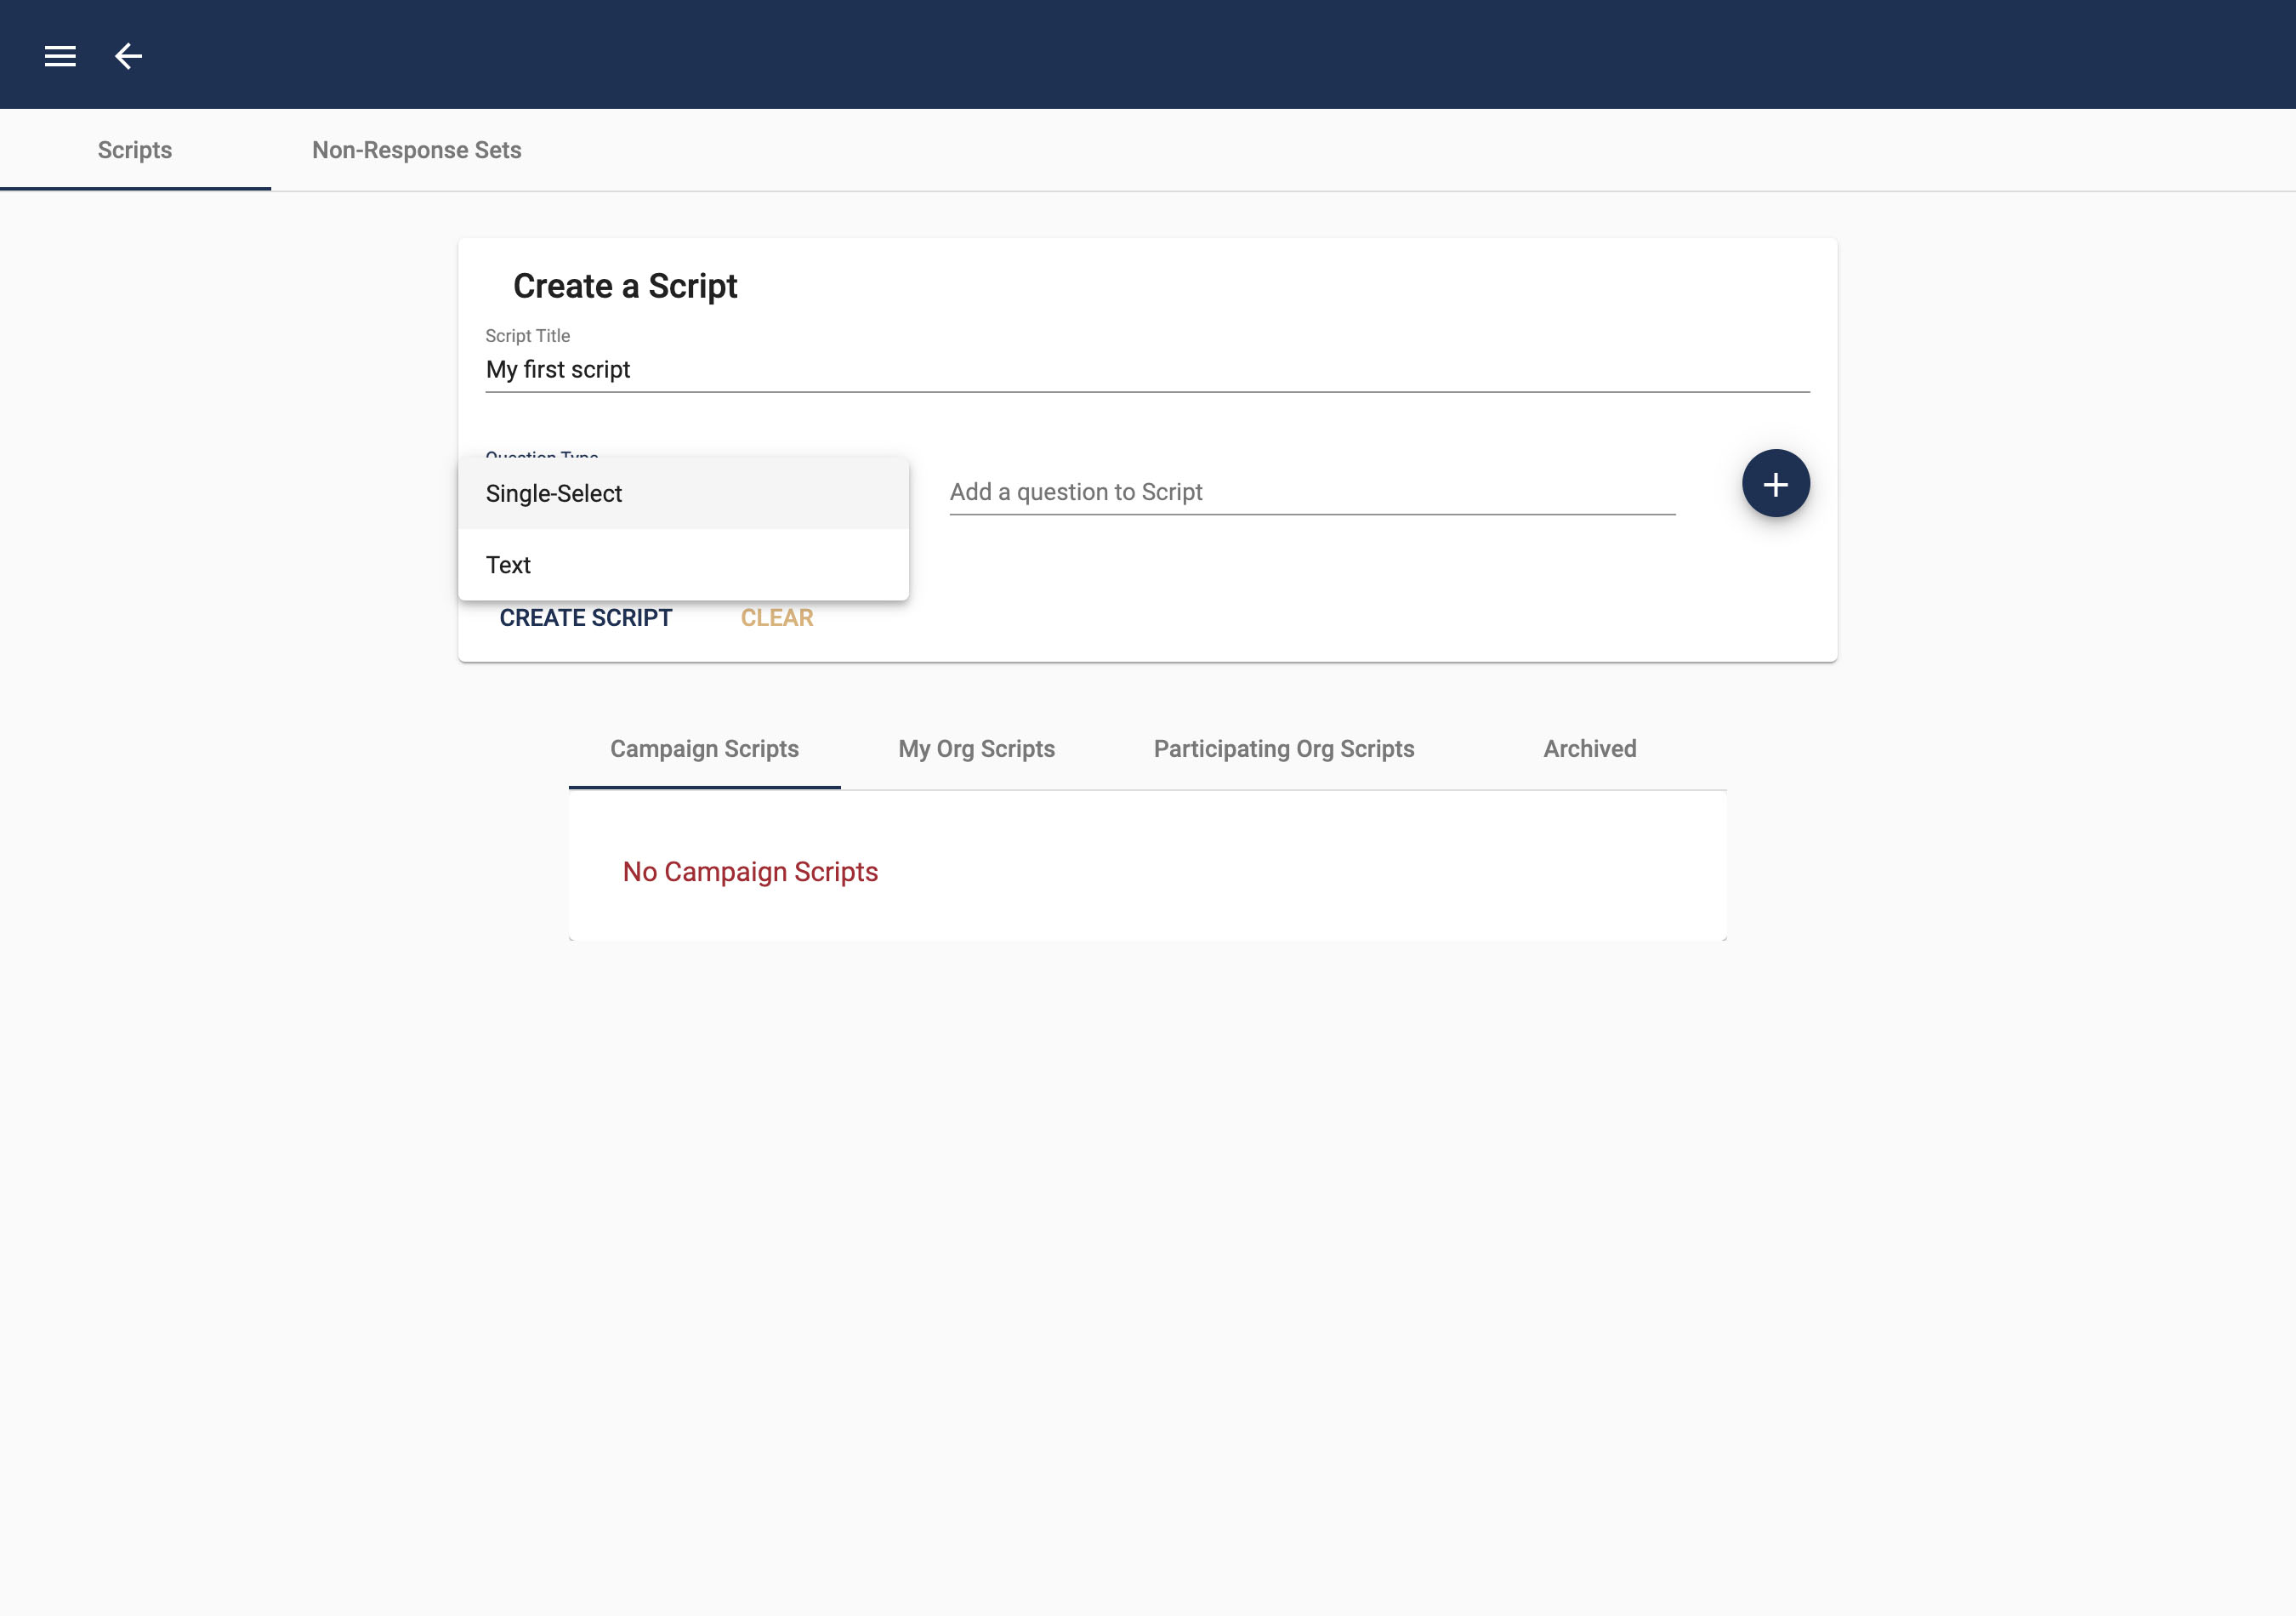 Scripts
Non-Response Sets
Create a Script
Script Title
My first script
Question Type
Single-Select
Add a question to Script
Text
CREATE SCRIPT
CLEAR
Campaign Scripts
My Org Scripts
Participating Org Scripts
Archived
No Campaign Scripts